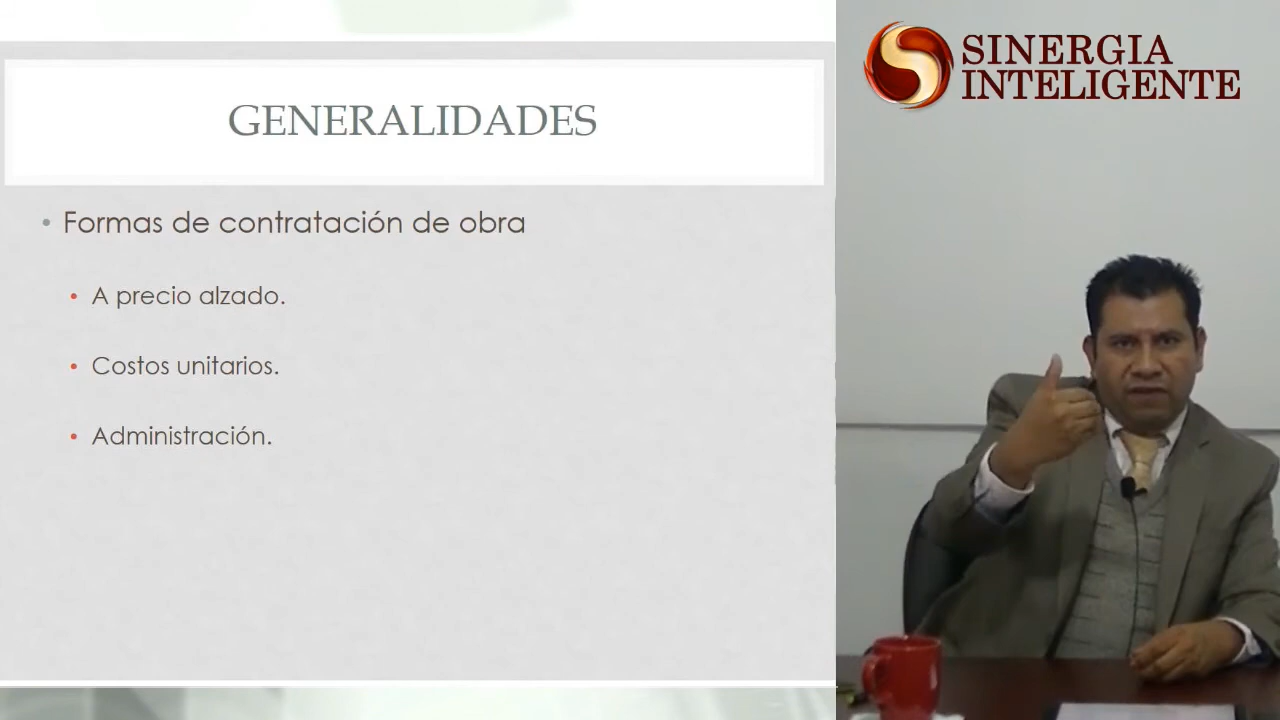 GENERALIDADES
• Formas de contratación de obra
• A precio alzado.
• Costos unitarios.
• Administración.
SINERGIA
INTELIGENTE